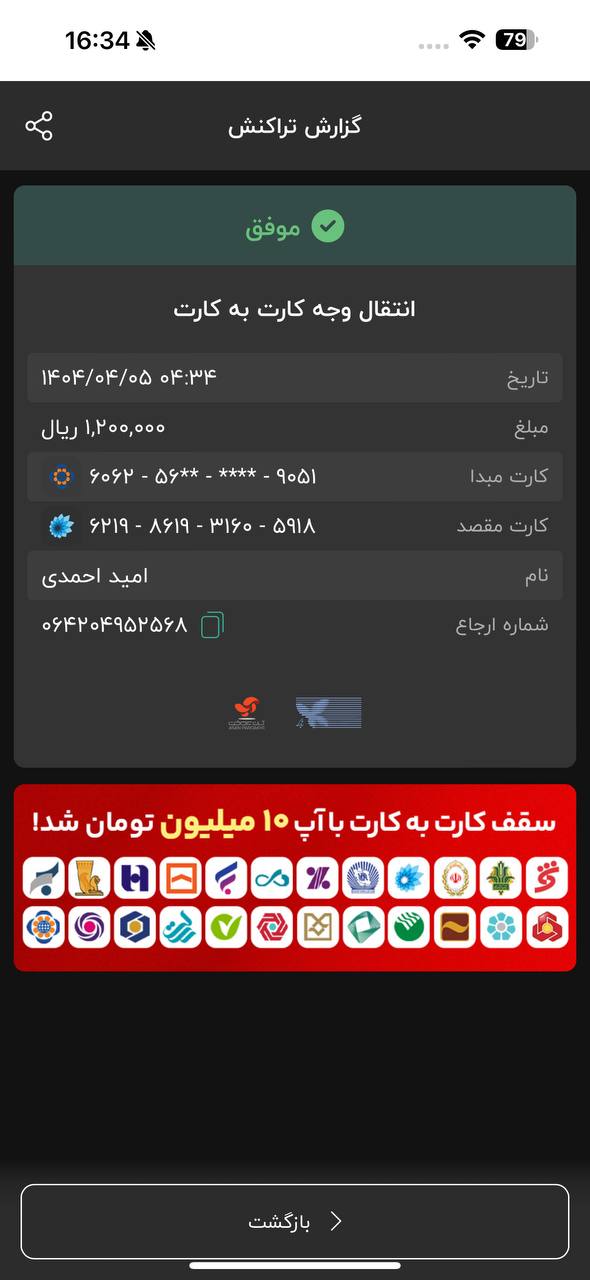 16:34
79
گزارش تراکنش
موفق
انتقال وجه کارت به کارت
تاریخ ۱۴۰۴/۰۴/۰۵ ۰۴:۳۴
مبلغ ۱,۲۰۰,۰۰۰ ریال
کارت مبدا ۶۰۶۲ - ۵۶** - **** - ۹۰۵۱
کارت مقصد ۶۲۱۹ - ۸۶۱۹ - ۳۱۶۰ - ۵۹۱۸
نام امید احمدی
شماره ارجاع ۰۶۴۲۰۴۹۵۲۵۶۸
سقف کارت به کارت با آپ ۱۰ میلیون تومان شد!
بازگشت